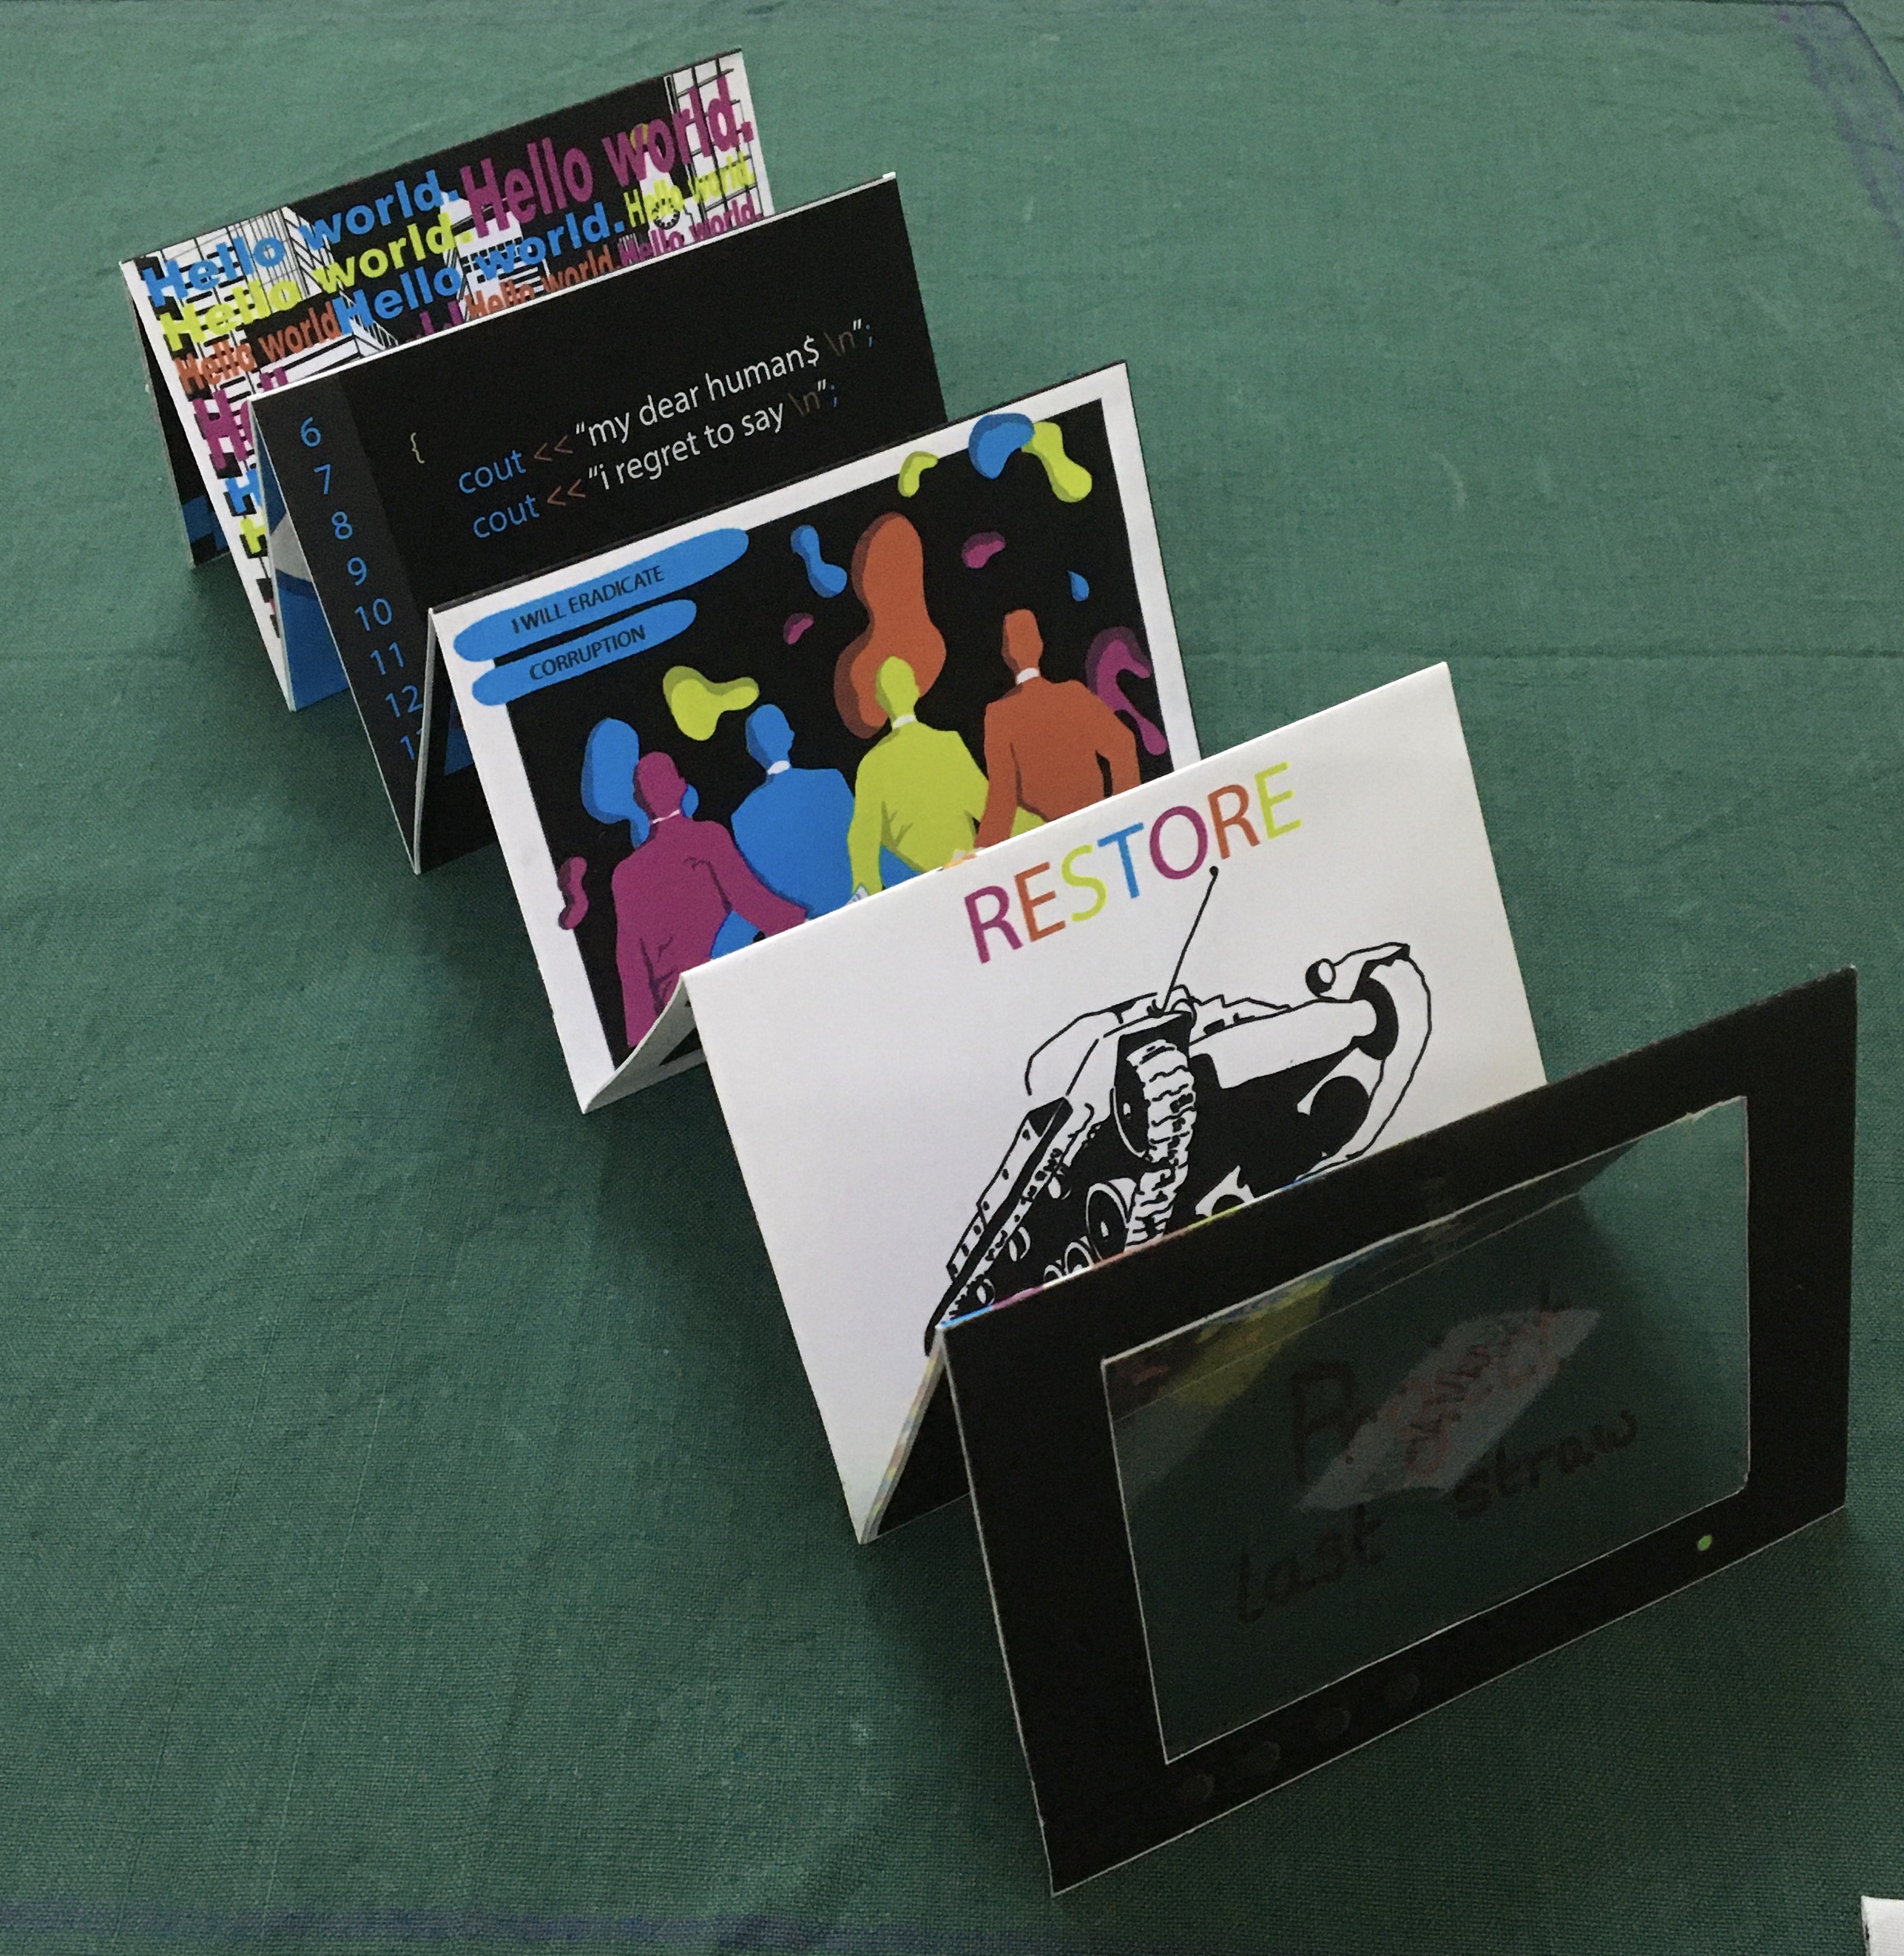 Hello world. Hello world.
Hello world. Hello world.
Hello world Hello world. Hello world.
6
7
8
9
10
11
12
{
cout << "my dear human$ \n";
cout << "i regret to say \n";
I WILL ERADICATE
CORRUPTION
RESTORE
Project
Last straw